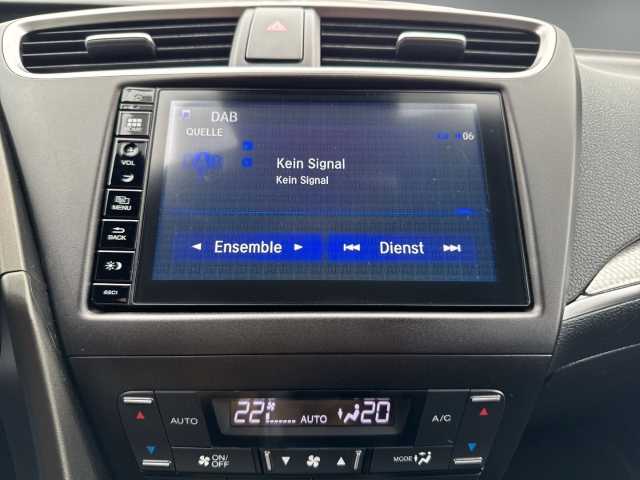 DAB
QUELLE
06
Kein Signal
Kein Signal
◄ Ensemble ►
Dienst
HOME
VOL
MENU
BACK
AUTO
22
AUTO
20
A/C
ON/
OFF
MODE